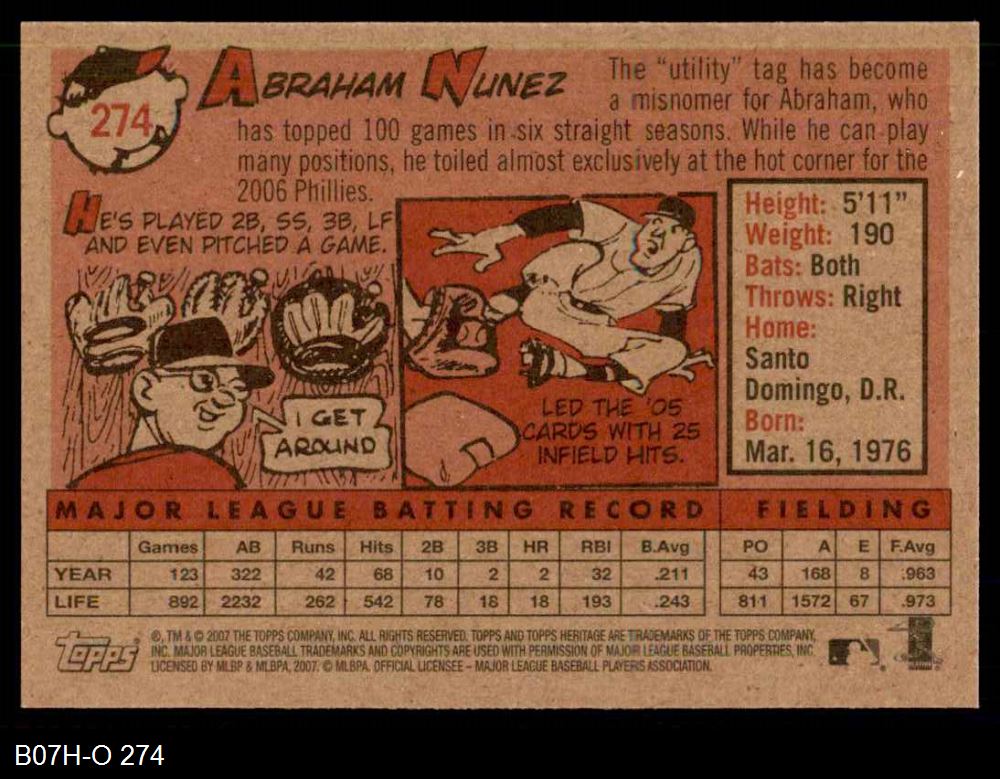 274
ABRAHAM NUNEZ
The "utility" tag has become
a misnomer for Abraham, who
has topped 100 games in six straight seasons. While he can play
many positions, he toiled almost exclusively at the hot corner for the
2006 Phillies.
HE'S PLAYED 2B, SS, 3B, LF
AND EVEN PITCHED A GAME.
I GET
AROUND
LED THE '05
CARDS WITH 25
INFIELD HITS.
Height: 5'11"
Weight: 190
Bats: Both
Throws: Right
Home:
Santo
Domingo, D.R.
Born:
Mar. 16, 1976
MAJOR LEAGUE BATTING RECORD FIELDING
Games AB Runs Hits 2B 3B HR RBI B.Avg PO A E F.Avg
YEAR 123 322 42 68 10 2 2 32 .211 43 168 8 .963
LIFE 892 2232 262 542 78 18 18 193 .243 811 1572 67 .973
Topps
®, TM & © 2007 THE TOPPS COMPANY, INC. ALL RIGHTS RESERVED. TOPPS AND TOPPS HERITAGE ARE TRADEMARKS OF THE TOPPS COMPANY,
INC. MAJOR LEAGUE BASEBALL TRADEMARKS AND COPYRIGHTS ARE USED WITH PERMISSION OF MAJOR LEAGUE BASEBALL PROPERTIES, INC.
LICENSED BY MLBP & MLBPA, 2007. © MLBPA. OFFICIAL LICENSEE – MAJOR LEAGUE BASEBALL PLAYERS ASSOCIATION.
B07H-O 274